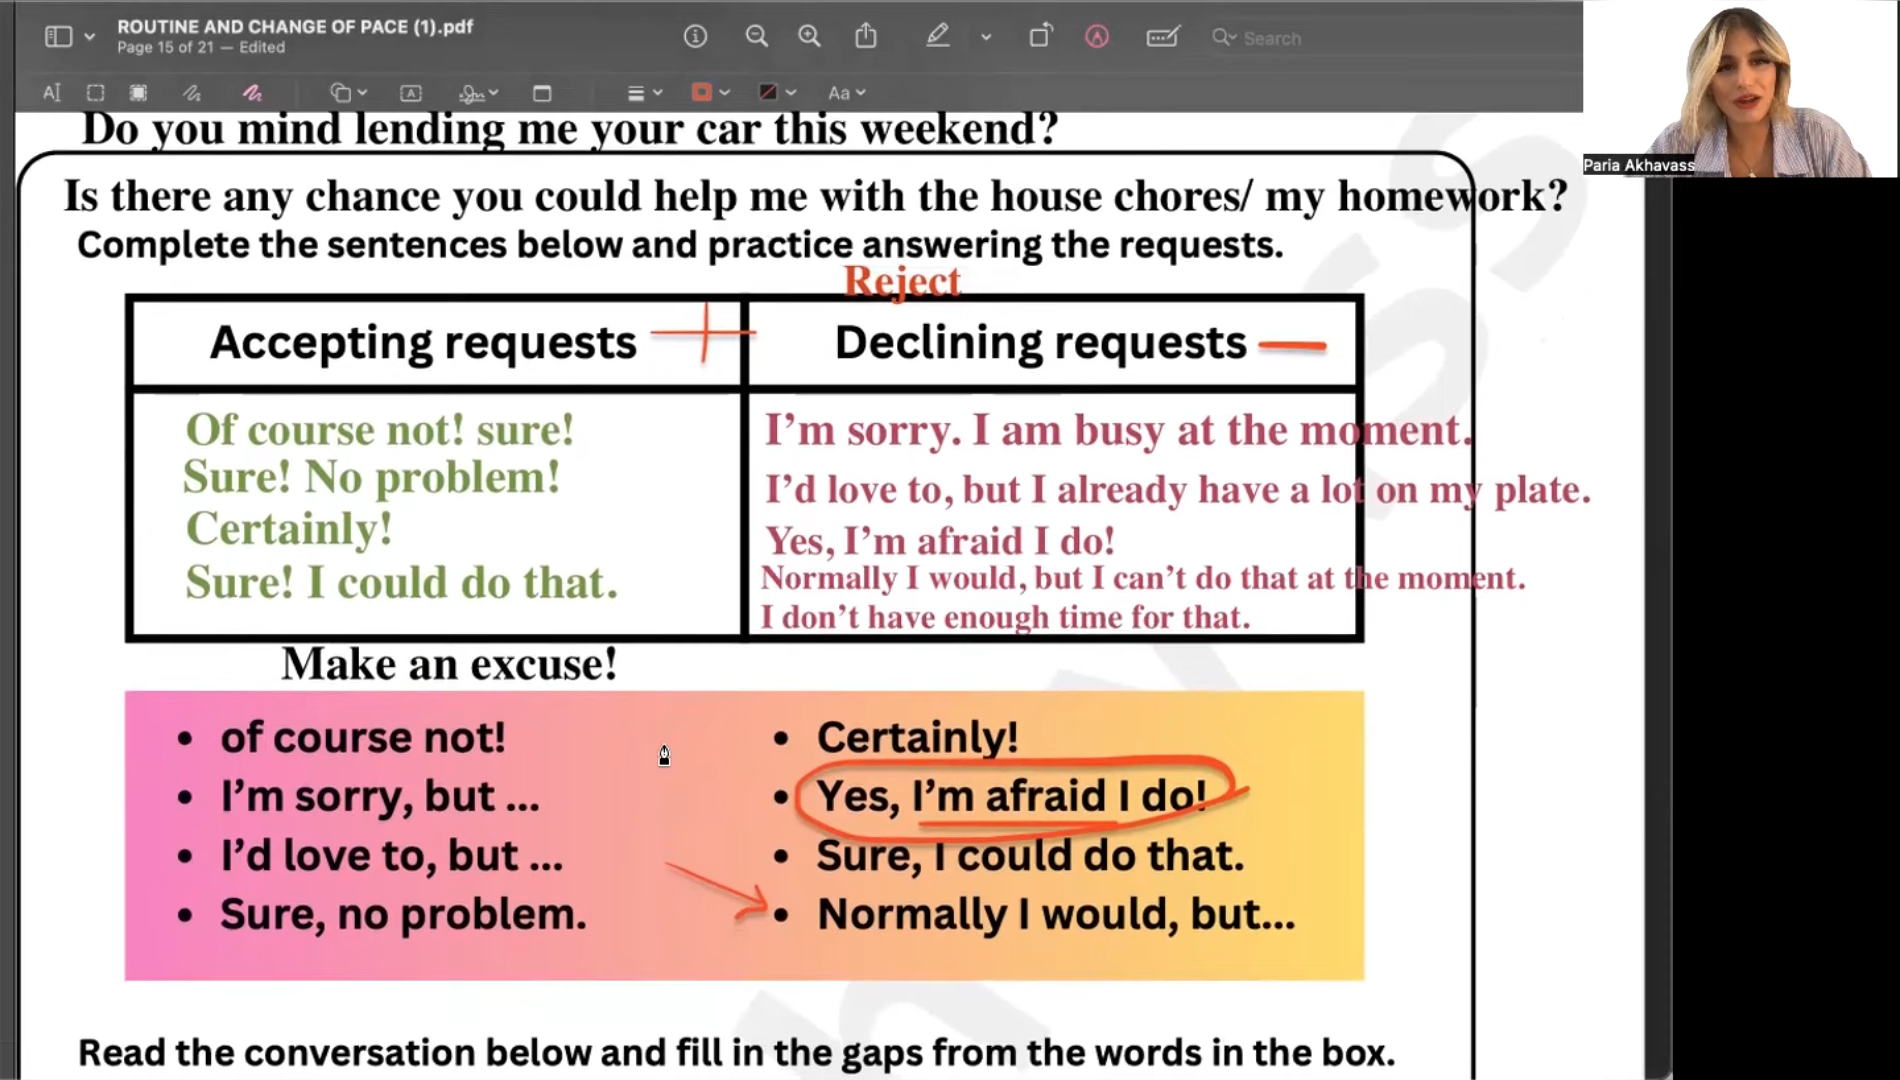 ROUTINE AND CHANGE OF PACE (1).pdf
Page 15 of 21 — Edited
Search
Aa
Paria Akhavass
Do you mind lending me your car this weekend?
Is there any chance you could help me with the house chores/ my homework?
Complete the sentences below and practice answering the requests.
Reject
Accepting requests
Declining requests
Of course not! sure!
Sure! No problem!
Certainly!
Sure! I could do that.
I'm sorry. I am busy at the moment.
I'd love to, but I already have a lot on my plate.
Yes, I'm afraid I do!
Normally I would, but I can't do that at the moment.
I don't have enough time for that.
Make an excuse!
• of course not!
• I'm sorry, but ...
• I'd love to, but ...
• Sure, no problem.
• Certainly!
• Yes, I'm afraid I do!
• Sure, I could do that.
• Normally I would, but...
Read the conversation below and fill in the gaps from the words in the box.